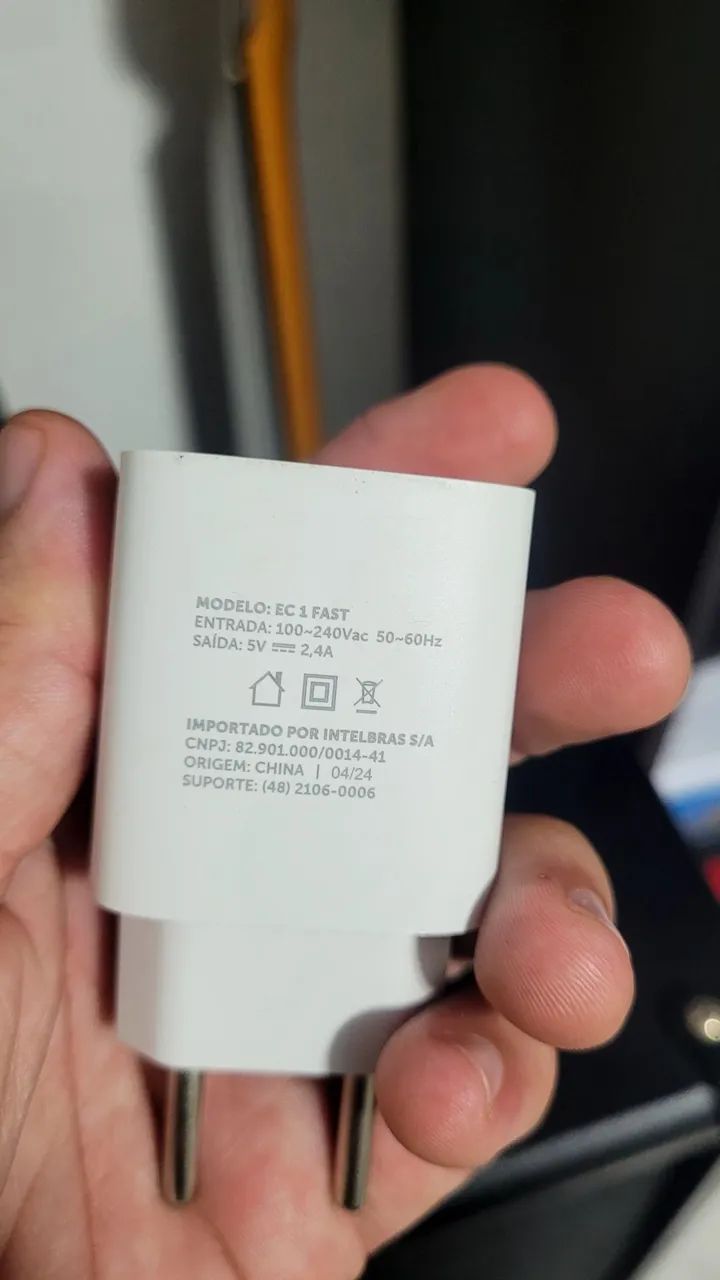 MODELO: EC 1 FAST
ENTRADA: 100~240Vac 50~60Hz
SAÍDA: 5V ⎓ 2,4A
IMPORTADO POR INTELBRAS S/A
CNPJ: 82.901.000/0014-41
ORIGEM: CHINA | 04/24
SUPORTE: (48) 2106-0006